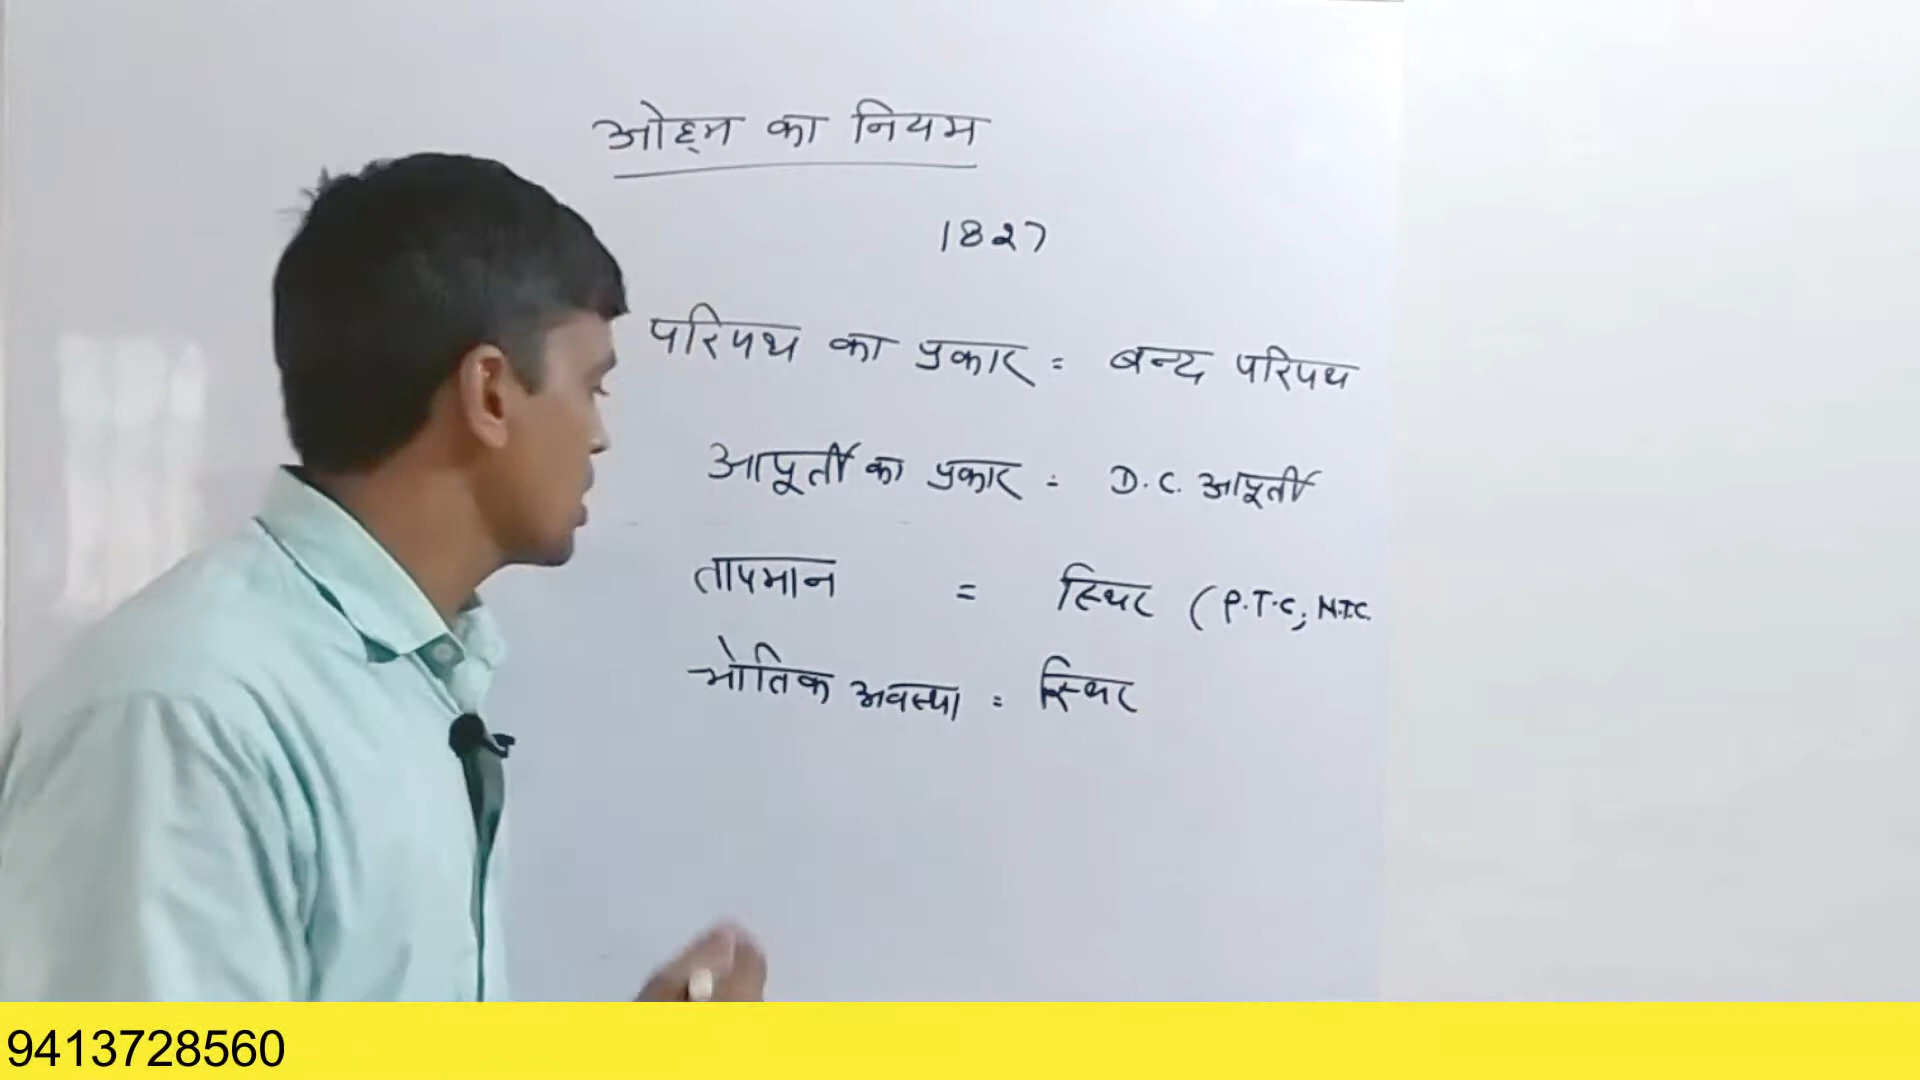 ओह्म का नियम
1827
परिपथ का प्रकार = बन्द परिपथ
आपूर्ती का प्रकार = D.C. आपूर्ती
तापमान = स्थिर (P.T.C, N.T.C.
भौतिक अवस्था = स्थिर
9413728560